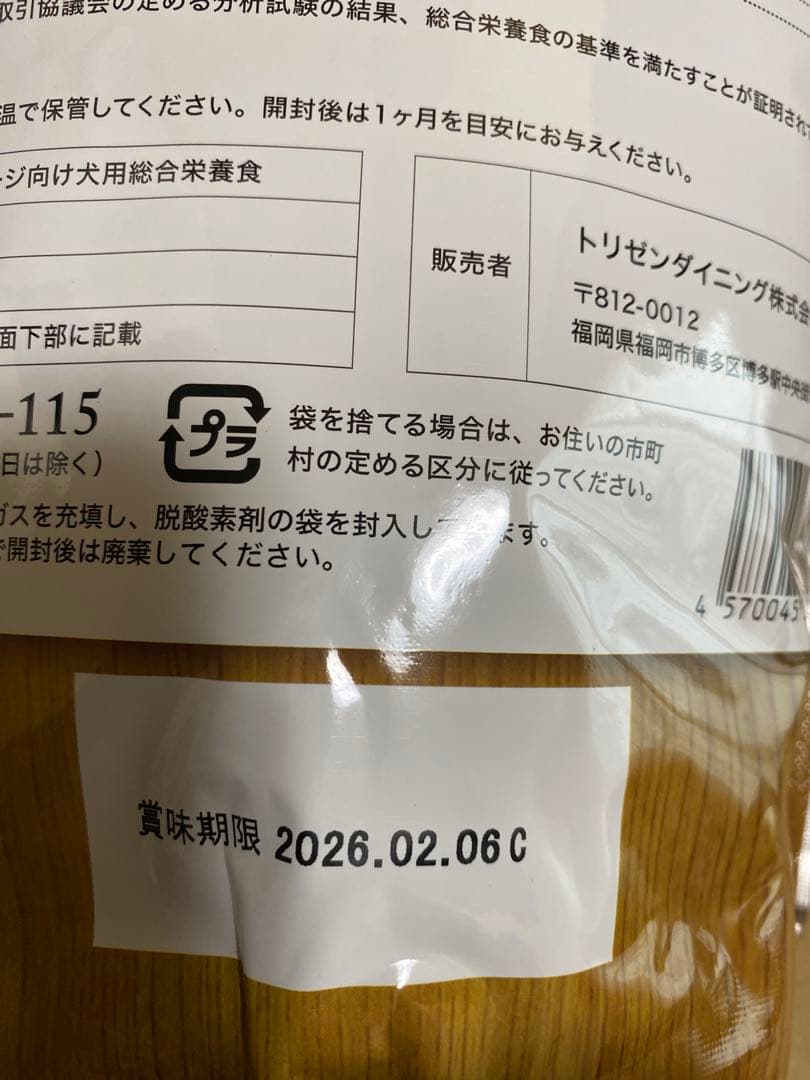 取引協議会の定める分析試験の結果、総合栄養食の基準を満たすことが証明され
温で保管してください。開封後は1ヶ月を目安にお与えください。
ージ向け犬用総合栄養食
面下部に記載
販売者
トリゼンダイニング株式会
〒812-0012
福岡県福岡市博多区博多駅中央街
-115
日は除く)
プラ
袋を捨てる場合は、お住いの市町
村の定める区分に従ってください。
ガスを充填し、脱酸素剤の袋を封入し ます。
で開封後は廃棄してください。
4 570045
賞味期限 2026.02.06C